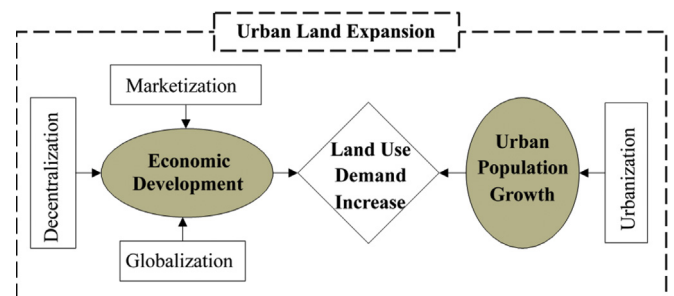 Urban Land Expansion
Marketization
Decentralization
Economic
Development
Globalization
Land Use
Demand
Increase
Urban
Population
Growth
Urbanization